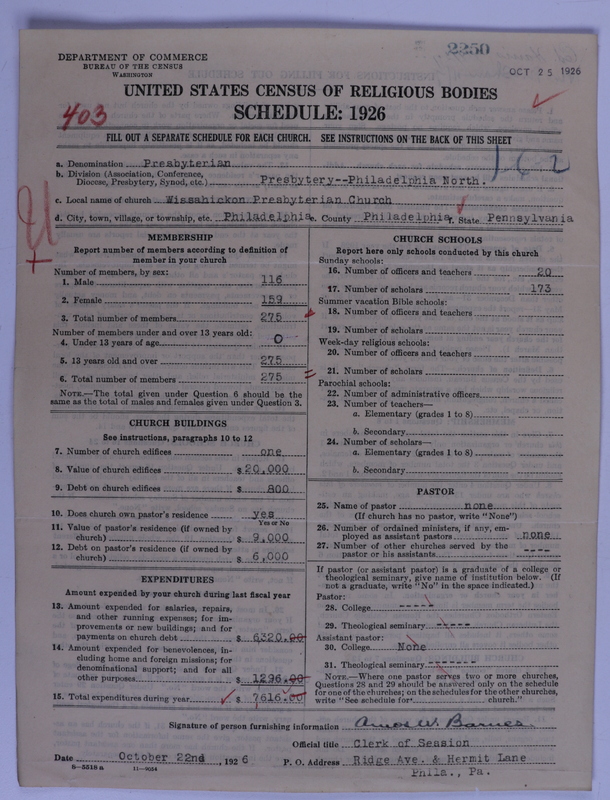 2250
DEPARTMENT OF COMMERCE
BUREAU OF THE CENSUS
WASHINGTON
OCT 25 1926
UNITED STATES CENSUS OF RELIGIOUS BODIES
SCHEDULE: 1926
403
FILL OUT A SEPARATE SCHEDULE FOR EACH CHURCH. SEE INSTRUCTIONS ON THE BACK OF THIS SHEET
162
a. Denomination Presbyterian
b. Division (Association, Conference,
Diocese, Presbytery, Synod, etc.) Presbytery--Philadelphia North.
c. Local name of church Wissahickon Presbyterian Church
d. City, town, village, or township, etc. Philadelphia e. County Philadelphia f. State Pennsylvania
MEMBERSHIP
Report number of members according to definition of
member in your church
Number of members, by sex:
1. Male 116
2. Female 159
3. Total number of members 275
Number of members under and over 13 years old:
4. Under 13 years of age 0
5. 13 years old and over 275
6. Total number of members 275
NOTE.—The total given under Question 6 should be
same as the total of males and females given under Question 3.
CHURCH BUILDINGS
See instructions, paragraphs 10 to 12
7. Number of church edifices one
8. Value of church edifices $20,000
9. Debt on church edifices $ 800
10. Does church own pastor's residence yes
Yes or No
11. Value of pastor's residence (if owned by
church) $ 9,000
12. Debt on pastor's residence (if owned by
church) $ 6,000
EXPENDITURES
Amount expended by your church during last fiscal year
13. Amount expended for salaries, repairs,
and other running expenses; for im-
provements or new buildings; and for
payments on church debt $ 6320.00
14. Amount expended for benevolences, in-
cluding home and foreign missions; for
denominational support; and for all
other purposes $ 1296.00
15. Total expenditures during year $ 7616.00
CHURCH SCHOOLS
Report here only schools conducted by this church
Sunday schools:
16. Number of officers and teachers 20
17. Number of scholars 173
Summer vacation Bible schools:
18. Number of officers and teachers
19. Number of scholars
Week-day religious schools:
20. Number of officers and teachers
21. Number of scholars
Parochial schools:
22. Number of administrative officers
23. Number of teachers—
a. Elementary (grades 1 to 8)
b. Secondary
24. Number of scholars—
a. Elementary (grades 1 to 8)
b. Secondary
PASTOR
25. Name of pastor none
(If church has no pastor, write "None")
26. Number of ordained ministers, if any, em-
ployed as assistant pastors none
27. Number of other churches served by the
pastor or his assistants ----
If pastor (or assistant pastor) is a graduate of a college or
theological seminary, give name of institution below. (If
not a graduate, write "No" in the space indicated.)
Pastor:
28. College -----
29. Theological seminary -----
Assistant pastor:
30. College None
31. Theological seminary -------
NOTE.—Where one pastor serves two or more churches,
Questions 28 and 29 should be answered only on the schedule
for one of the churches; on the schedules for the other churches,
write "See schedule for church."
Signature of person furnishing information Amos W. Barnes
Official title Clerk of Session
Date October 22nd, 1926 P. O. Address Ridge Ave. & Hermit Lane
Phila., Pa.
8—5518 a 11—9034